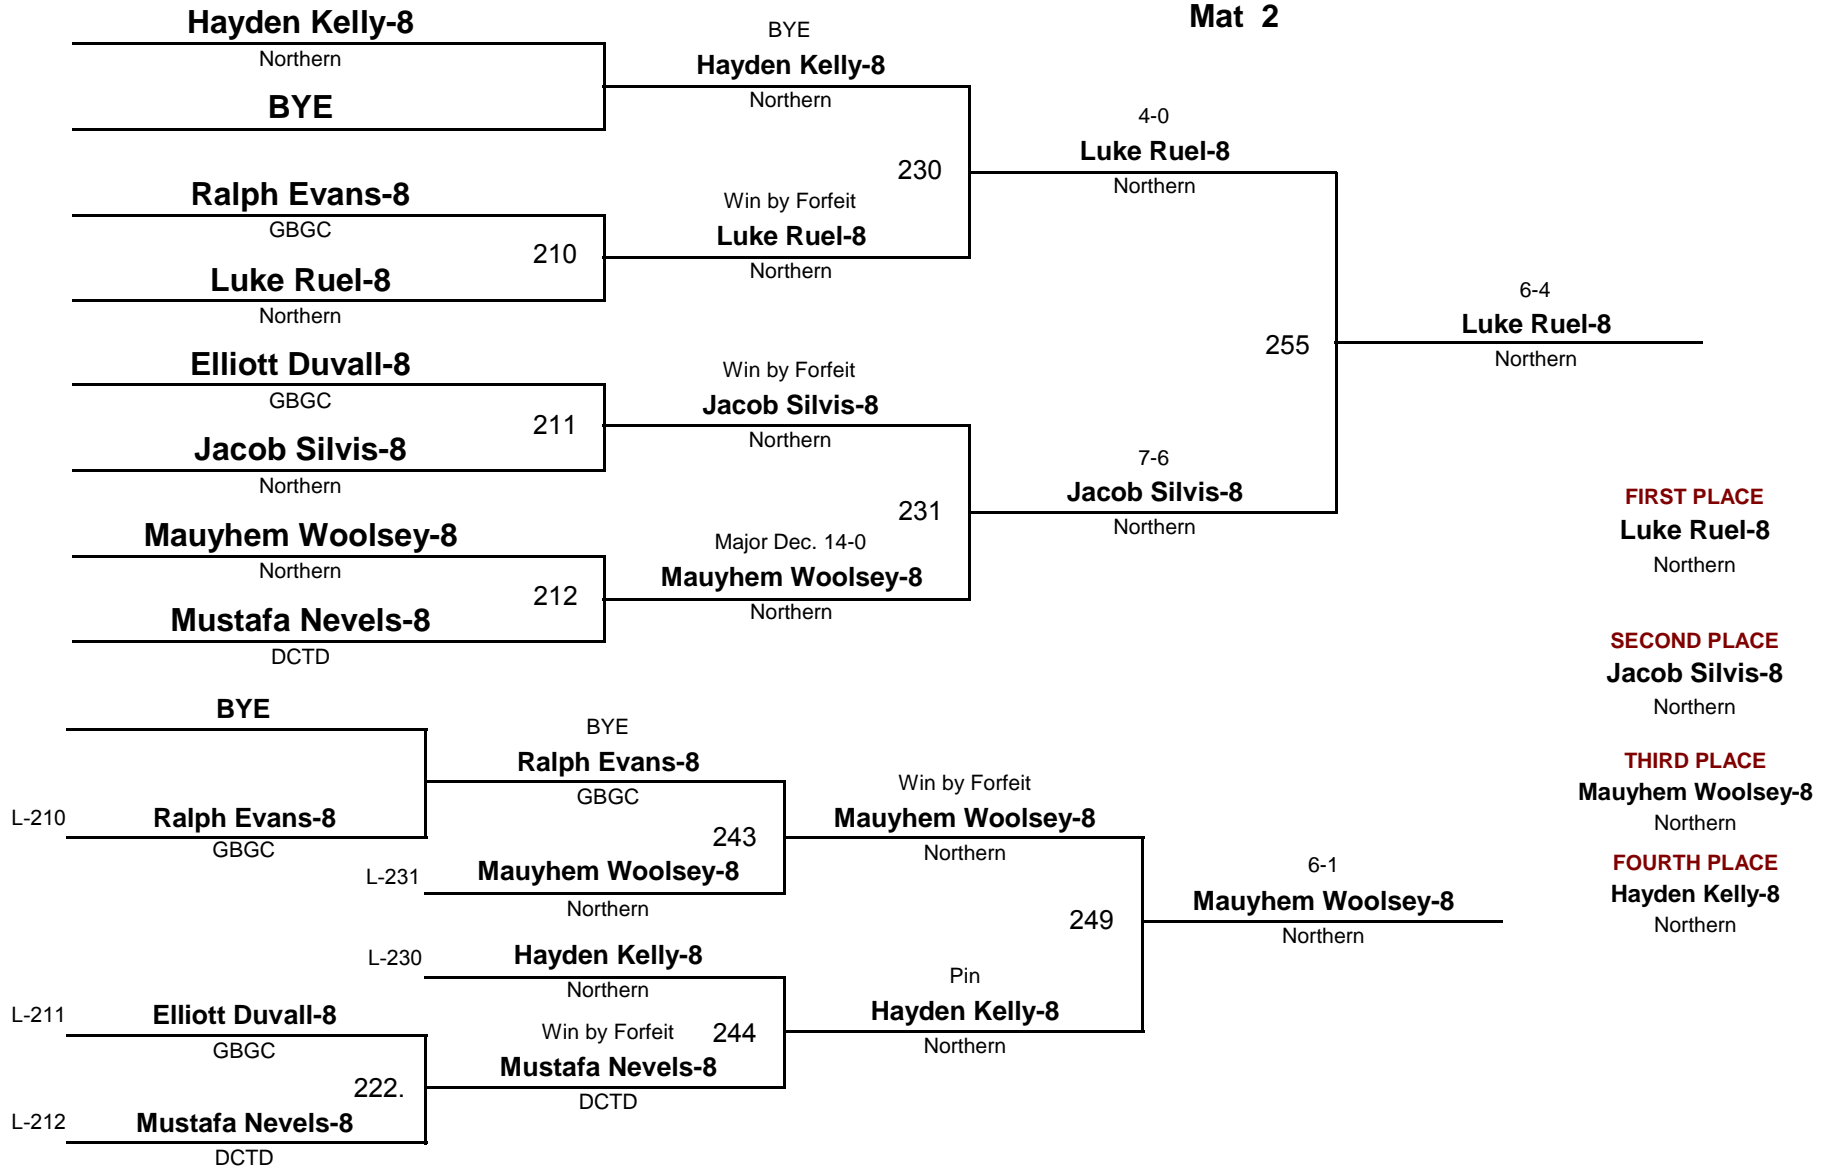 Mat 2
Hayden Kelly-8
Northern
BYE
Ralph Evans-8
GBGC
210
Luke Ruel-8
Northern
Elliott Duvall-8
GBGC
211
Jacob Silvis-8
Northern
Mauyhem Woolsey-8
Northern
212
Mustafa Nevels-8
DCTD
BYE
Hayden Kelly-8
Northern
230
Win by Forfeit
Luke Ruel-8
Northern
Win by Forfeit
Jacob Silvis-8
Northern
231
Major Dec. 14-0
Mauyhem Woolsey-8
Northern
4-0
Luke Ruel-8
Northern
255
7-6
Jacob Silvis-8
Northern
6-4
Luke Ruel-8
Northern
BYE
L-210
Ralph Evans-8
GBGC
L-211
Elliott Duvall-8
GBGC
222.
L-212
Mustafa Nevels-8
DCTD
BYE
Ralph Evans-8
GBGC
243
L-231
Mauyhem Woolsey-8
Northern
L-230
Hayden Kelly-8
Northern
Win by Forfeit
244
Mustafa Nevels-8
DCTD
Win by Forfeit
Mauyhem Woolsey-8
Northern
249
Pin
Hayden Kelly-8
Northern
6-1
Mauyhem Woolsey-8
Northern
FIRST PLACE
Luke Ruel-8
Northern
SECOND PLACE
Jacob Silvis-8
Northern
THIRD PLACE
Mauyhem Woolsey-8
Northern
FOURTH PLACE
Hayden Kelly-8
Northern